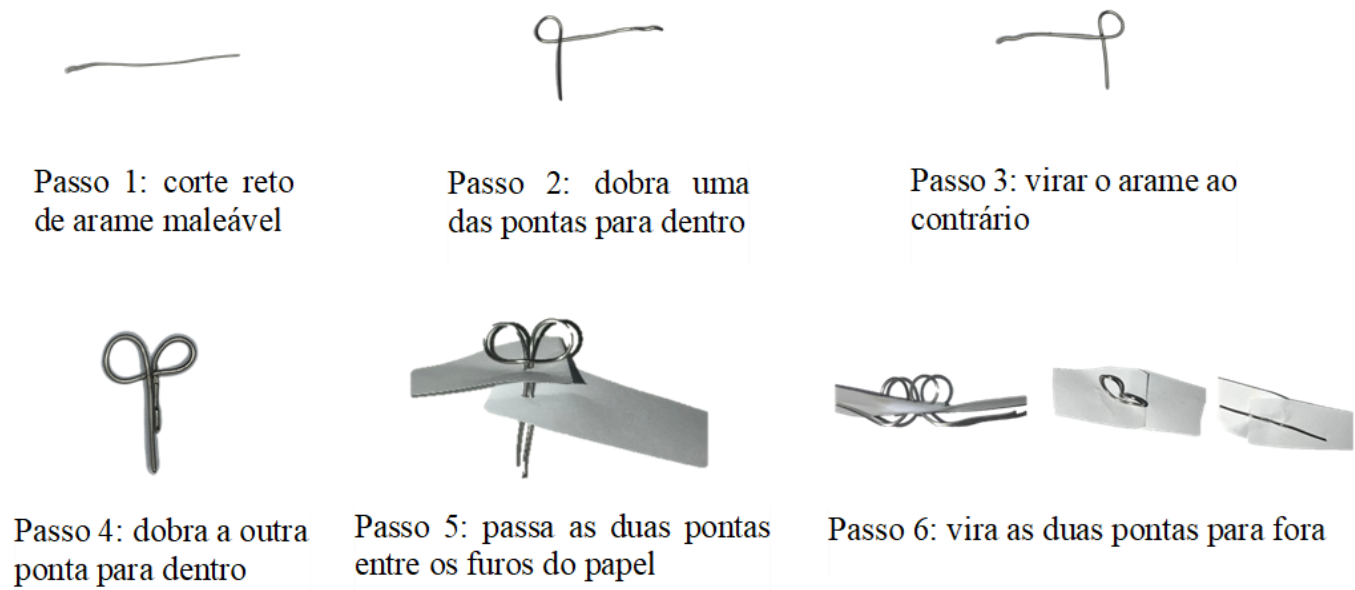 Passo 1: corte reto
de arame maleável
Passo 2: dobra uma
das pontas para dentro
Passo 3: virar o arame ao
contrário
Passo 4: dobra a outra
ponta para dentro
Passo 5: passa as duas pontas
entre os furos do papel
Passo 6: vira as duas pontas para fora